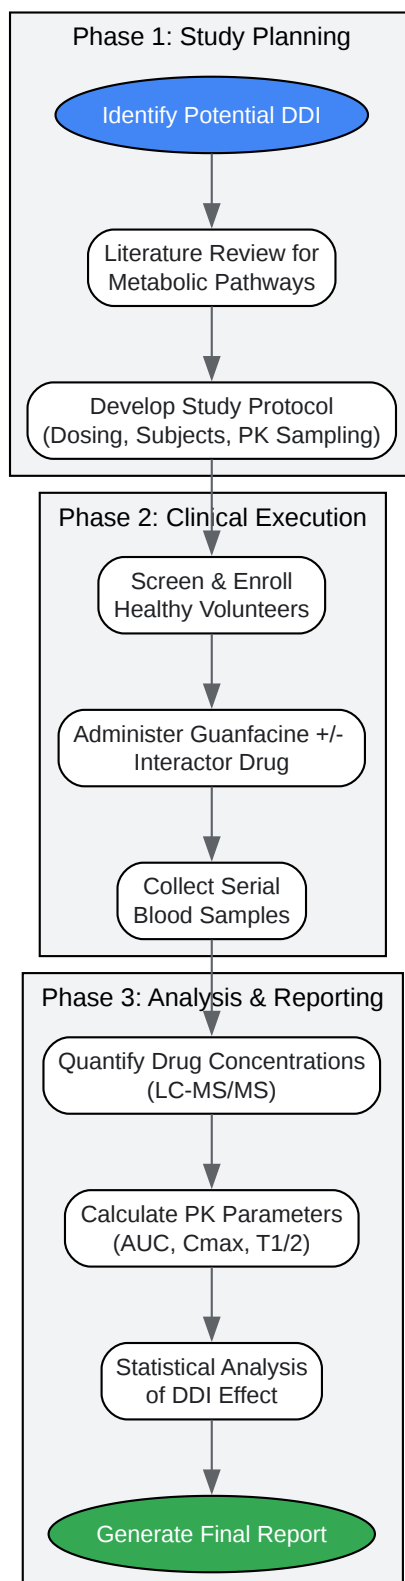 Phase 1: Study Planning
Identify Potential DDI
Literature Review for
Metabolic Pathways
Develop Study Protocol
(Dosing, Subjects, PK Sampling)
Phase 2: Clinical Execution
Screen & Enroll
Healthy Volunteers
Administer Guanfacine +/-
Interactor Drug
Collect Serial
Blood Samples
Phase 3: Analysis & Reporting
Quantify Drug Concentrations
(LC-MS/MS)
Calculate PK Parameters
(AUC, Cmax, T1/2)
Statistical Analysis
of DDI Effect
Generate Final Report